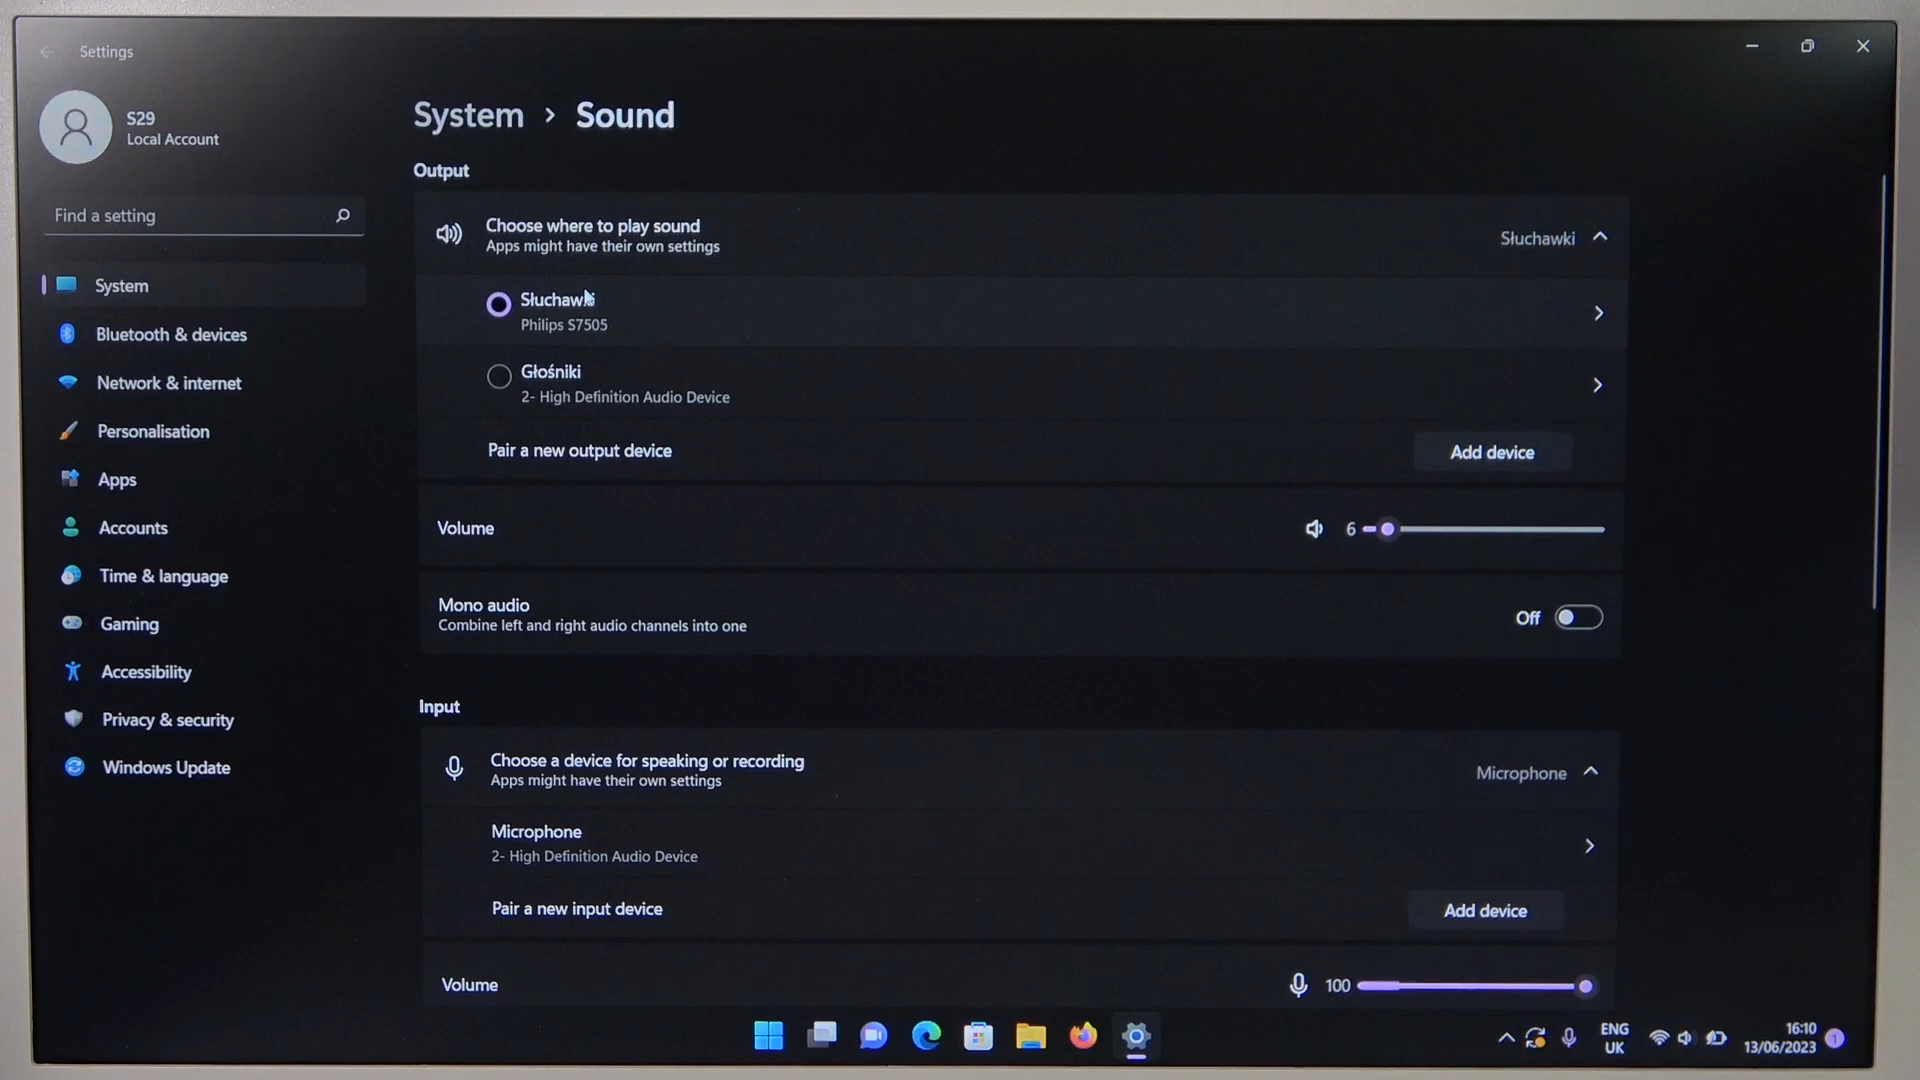 Settings
S29
Local Account
Find a setting
System
Bluetooth & devices
Network & internet
Personalisation
Apps
Accounts
Time & language
Gaming
Accessibility
Privacy & security
Windows Update
System > Sound
Output
Choose where to play sound
Apps might have their own settings
Słuchawki
Słuchawki
Philips S7505
Głośniki
2- High Definition Audio Device
Pair a new output device
Add device
Volume
6
Mono audio
Combine left and right audio channels into one
Off
Input
Choose a device for speaking or recording
Apps might have their own settings
Microphone
Microphone
2- High Definition Audio Device
Pair a new input device
Add device
Volume
100
ENG
UK
16:10
13/06/2023
1